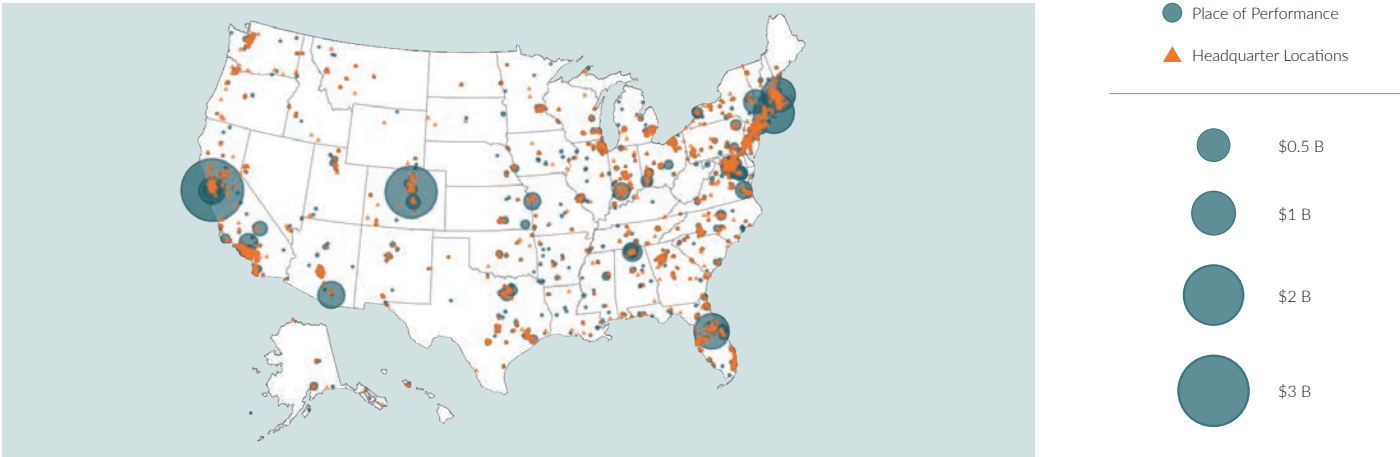 Place of Performance
Headquarter Locations
$0.5 B
$1 B
$2 B
$3 B